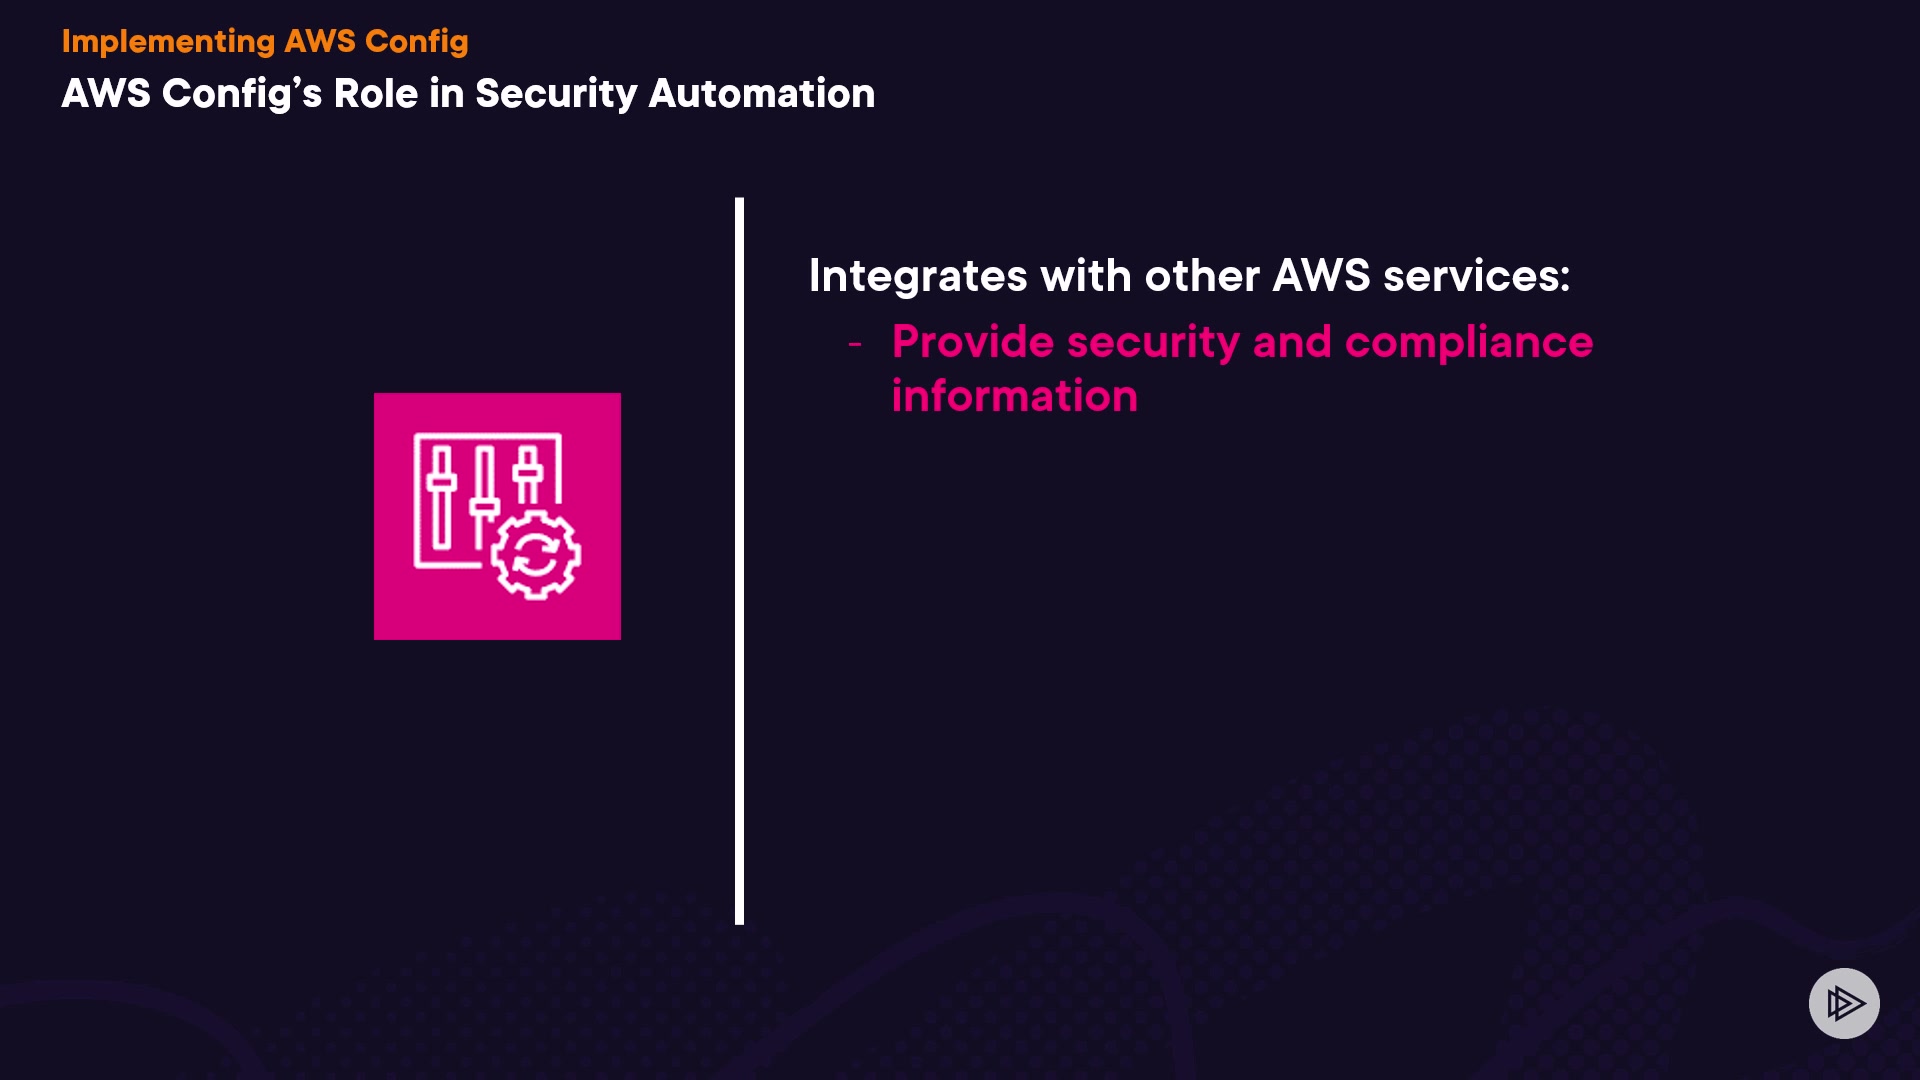 Implementing AWS Config
AWS Config’s Role in Security Automation
Integrates with other AWS services:
- Provide security and compliance
information